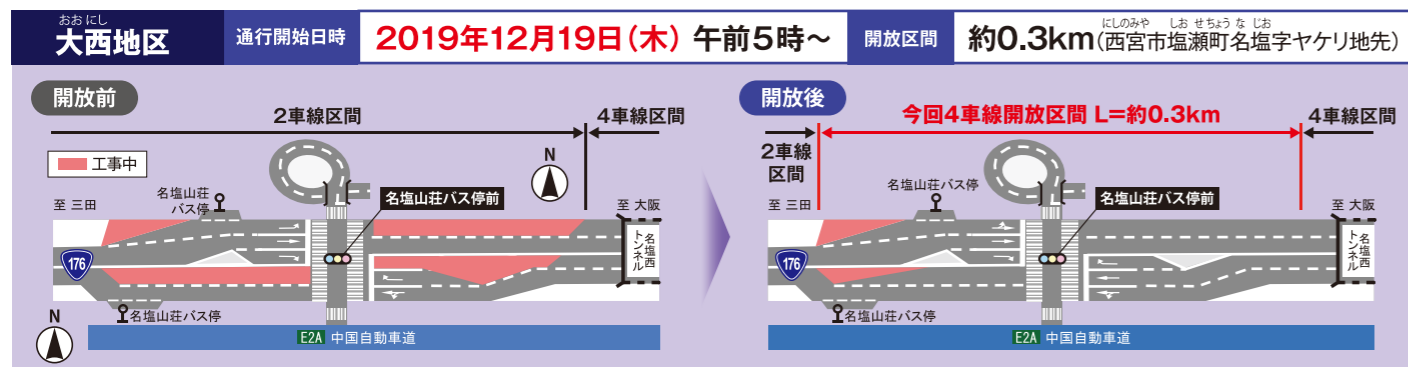 おおにし
大西地区
通行開始日時
2019年12月19日(木) 午前5時～
開放区間
にしのみや しおせちょうなじお
約0.3km(西宮市塩瀬町名塩字ヤケリ地先)
開放前
2車線区間
4車線区間
工事中
N
名塩山荘
バス停
名塩山荘バス停前
至 三田
至 大阪
176
名塩西
トンネル
名塩山荘バス停
N
E2A 中国自動車道
開放後
今回4車線開放区間 L=約0.3km
4車線区間
2車線
区間
名塩山荘バス停
名塩山荘バス停前
至 三田
至 大阪
176
名塩西
トンネル
名塩山荘バス停
E2A 中国自動車道